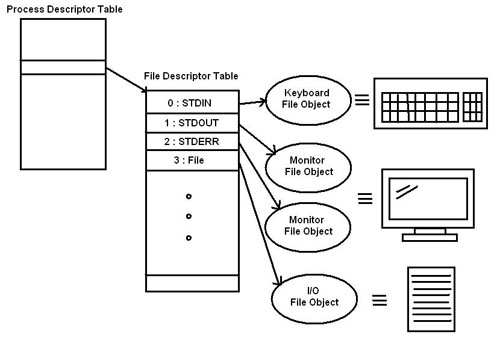 Process Descriptor Table
File Descriptor Table
0 : STDIN
1 : STDOUT
2 : STDERR
3 : File
Keyboard
File Object
Monitor
File Object
Monitor
File Object
I/O
File Object